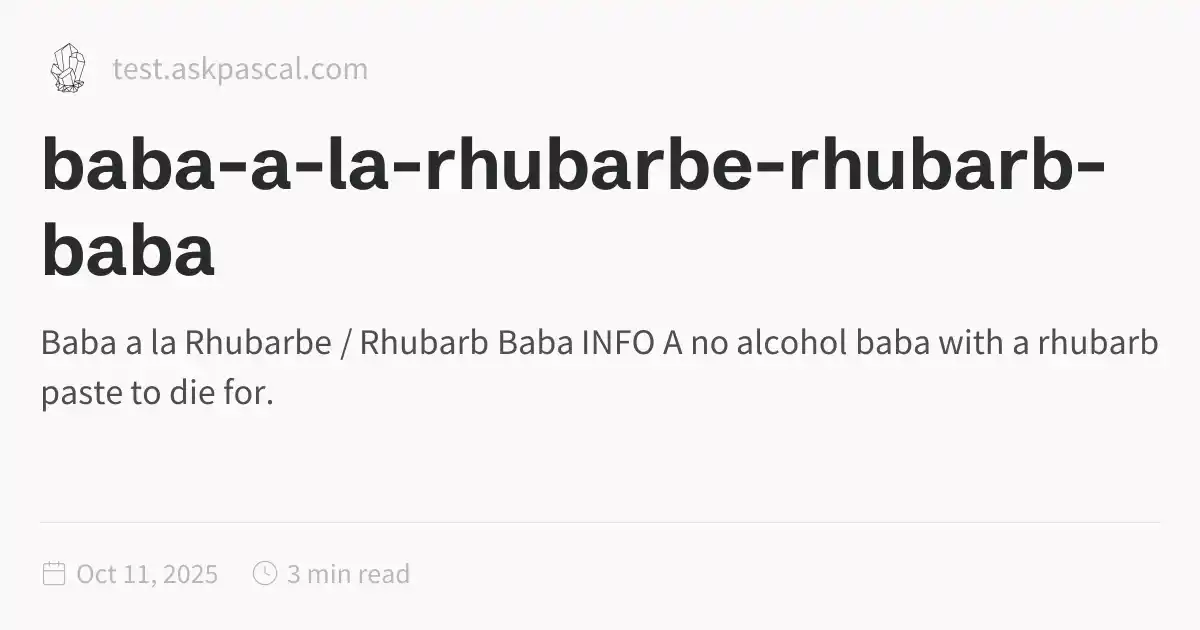 test.askpascal.com
baba-a-la-rhubarbe-rhubarb-
baba
Baba a la Rhubarbe / Rhubarb Baba INFO A no alcohol baba with a rhubarb
paste to die for.
Oct 11, 2025 3 min read